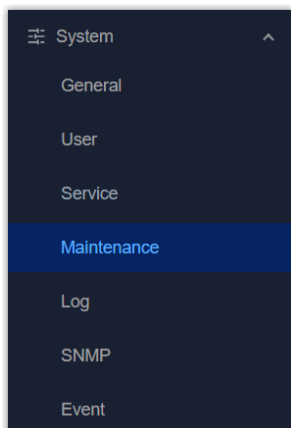 System
General
User
Service
Maintenance
Log
SNMP
Event